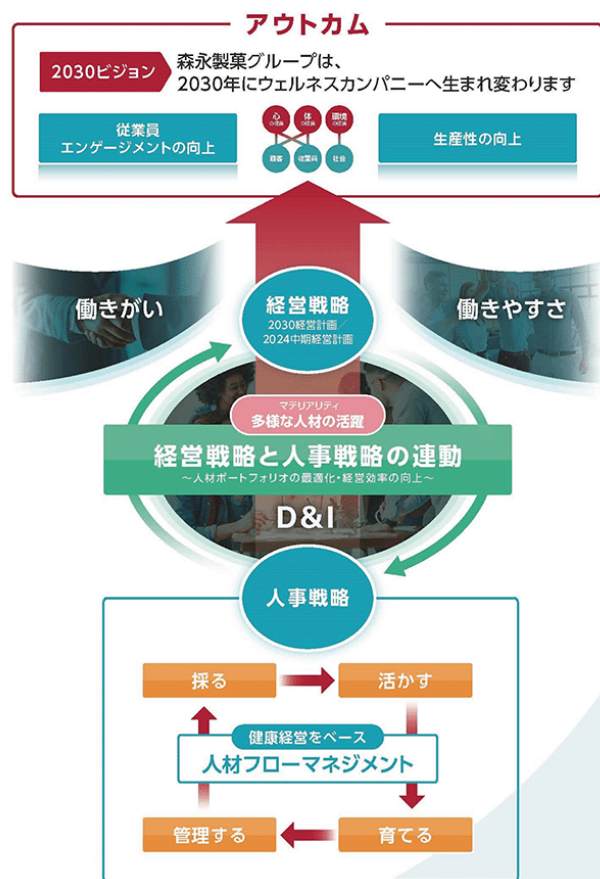 アウトカム
2030ビジョン
森永製菓グループは、
2030年にウェルネスカンパニーへ生まれ変わります
従業員
エンゲージメントの向上
心
の健康
体
の健康
環境
の健康
顧客
従業員
社会
生産性の向上
働きがい
働きやすさ
経営戦略
2030経営計画／
2024中期経営計画
マテリアリティ
多様な人材の活躍
経営戦略と人事戦略の連動
～人材ポートフォリオの最適化・経営効率の向上～
D&I
人事戦略
採る
活かす
健康経営をベース
人材フローマネジメント
管理する
育てる